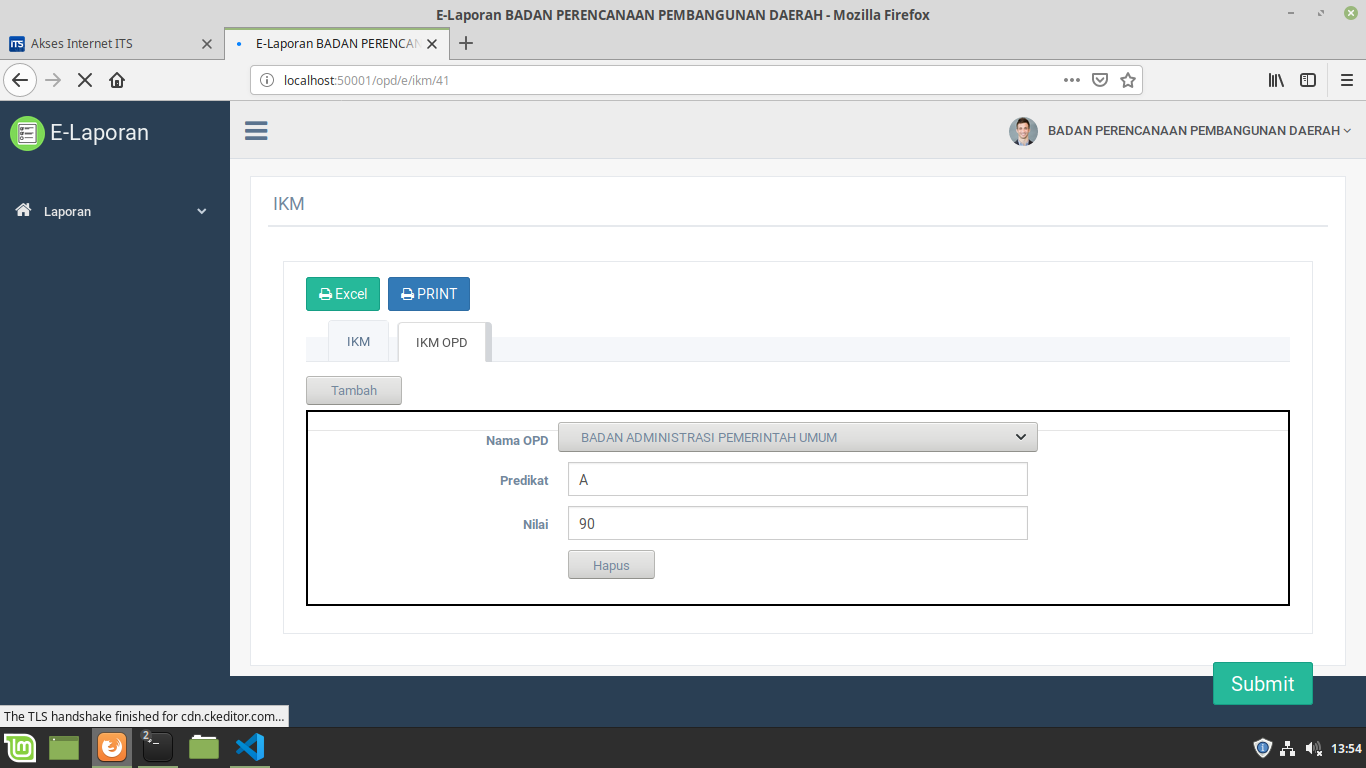 E-Laporan BADAN PERENCANAAN PEMBANGUNAN DAERAH - Mozilla Firefox
iTS Akses Internet ITS
E-Laporan BADAN PERENCAN
localhost:50001/opd/e/ikm/41
E-Laporan
BADAN PERENCANAAN PEMBANGUNAN DAERAH
Laporan
IKM
Excel
PRINT
IKM
IKM OPD
Tambah
Nama OPD
BADAN ADMINISTRASI PEMERINTAH UMUM
Predikat
A
Nilai
90
Hapus
Submit
The TLS handshake finished for cdn.ckeditor.com...
2
13:54